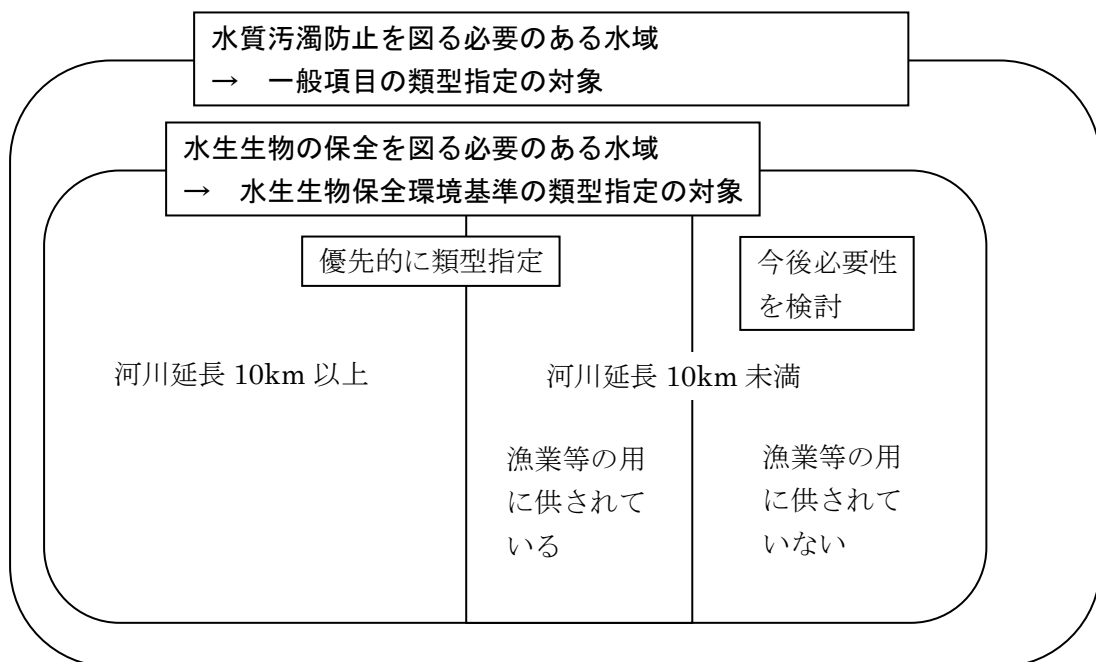 水質汚濁防止を図る必要のある水域
→　一般項目の類型指定の対象
水生生物の保全を図る必要のある水域
→　水生生物保全環境基準の類型指定の対象
優先的に類型指定
今後必要性
を検討
河川延長 10km 以上
河川延長 10km 未満
漁業等の用
に供されて
いる
漁業等の用
に供されて
いない